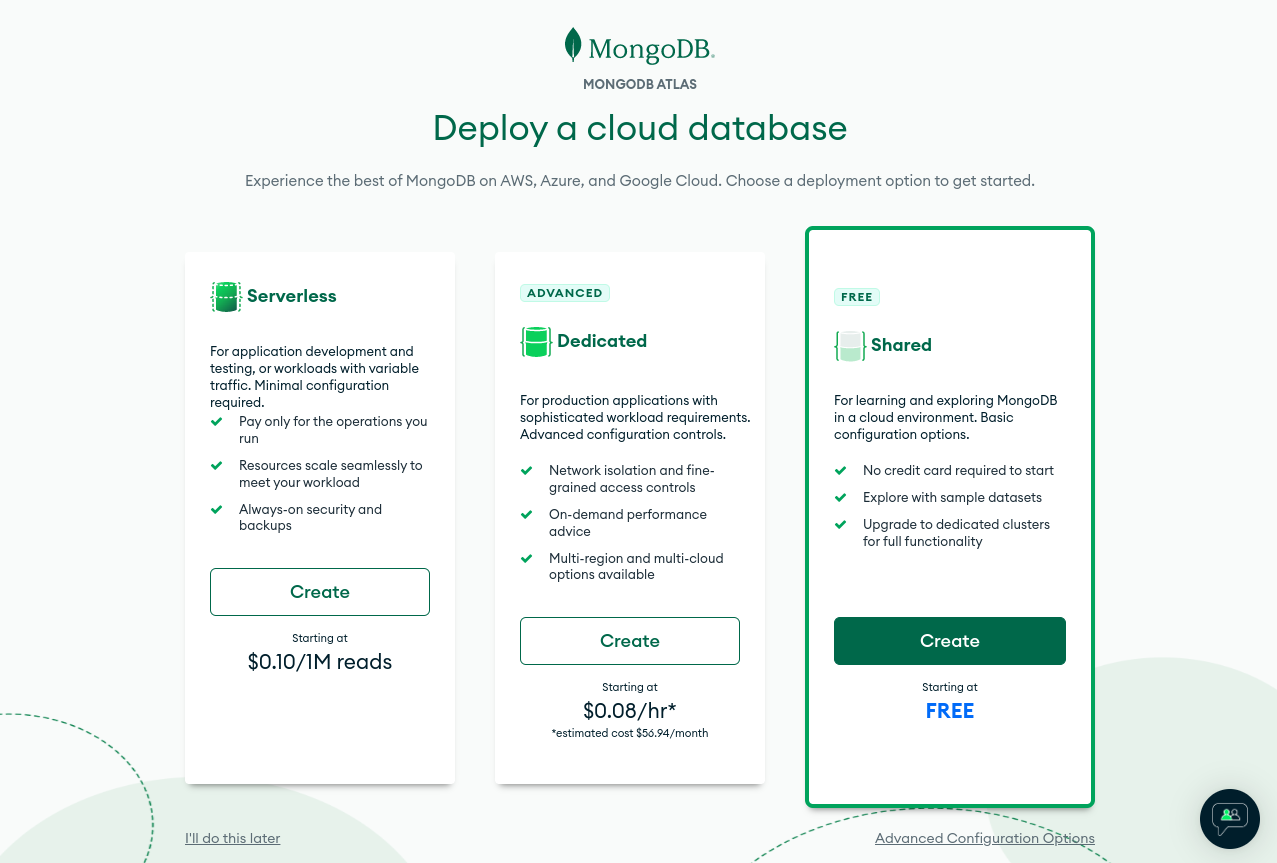 MongoDB.
MONGODB ATLAS
Deploy a cloud database
Experience the best of MongoDB on AWS, Azure, and Google Cloud. Choose a deployment option to get started.
Serverless
For application development and
testing, or workloads with variable
traffic. Minimal configuration
required.
Pay only for the operations you
run
Resources scale seamlessly to
meet your workload
Always-on security and
backups
Create
Starting at
$0.10/1M reads
ADVANCED
Dedicated
For production applications with
sophisticated workload requirements.
Advanced configuration controls.
Network isolation and fine-
grained access controls
On-demand performance
advice
Multi-region and multi-cloud
options available
Create
Starting at
$0.08/hr*
*estimated cost $56.94/month
FREE
Shared
For learning and exploring MongoDB
in a cloud environment. Basic
configuration options.
No credit card required to start
Explore with sample datasets
Upgrade to dedicated clusters
for full functionality
Create
Starting at
FREE
I'll do this later
Advanced Configuration Options